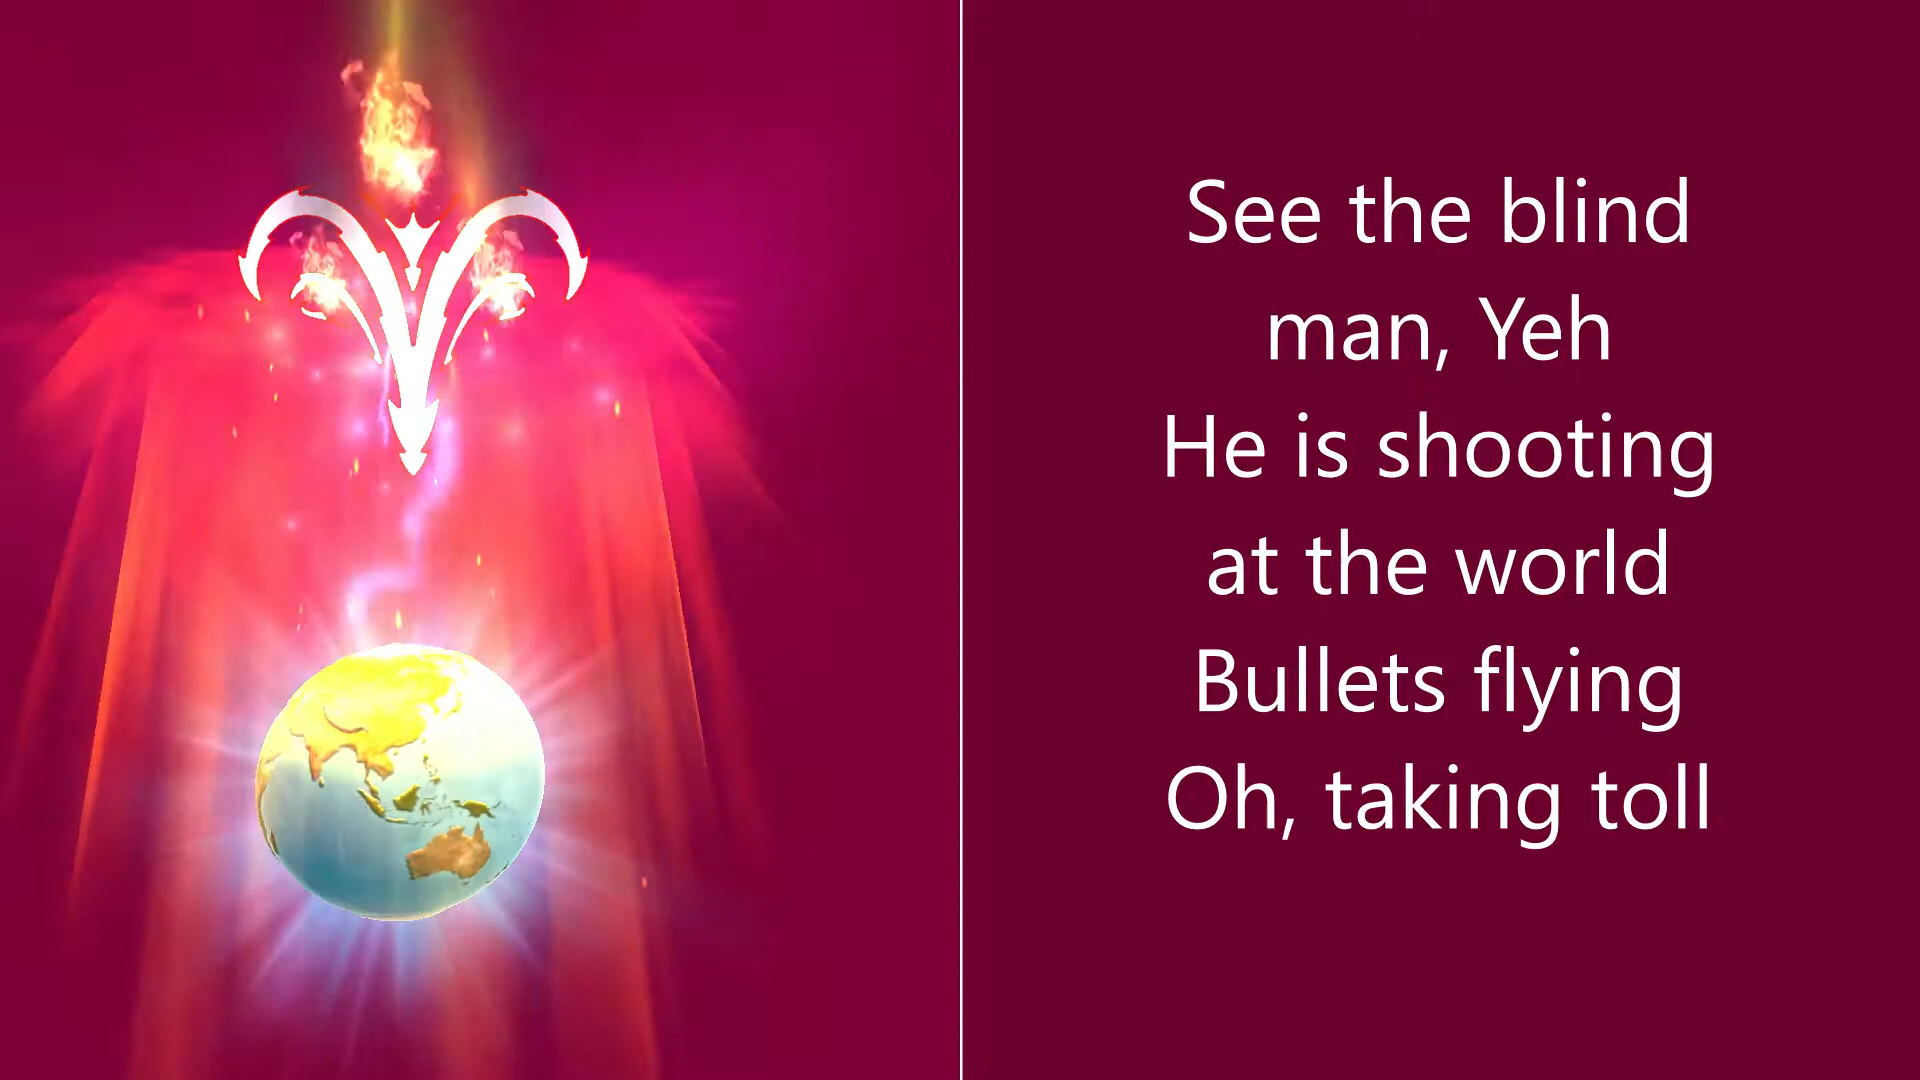 See the blind
man, Yeh
He is shooting
at the world
Bullets flying
Oh, taking toll